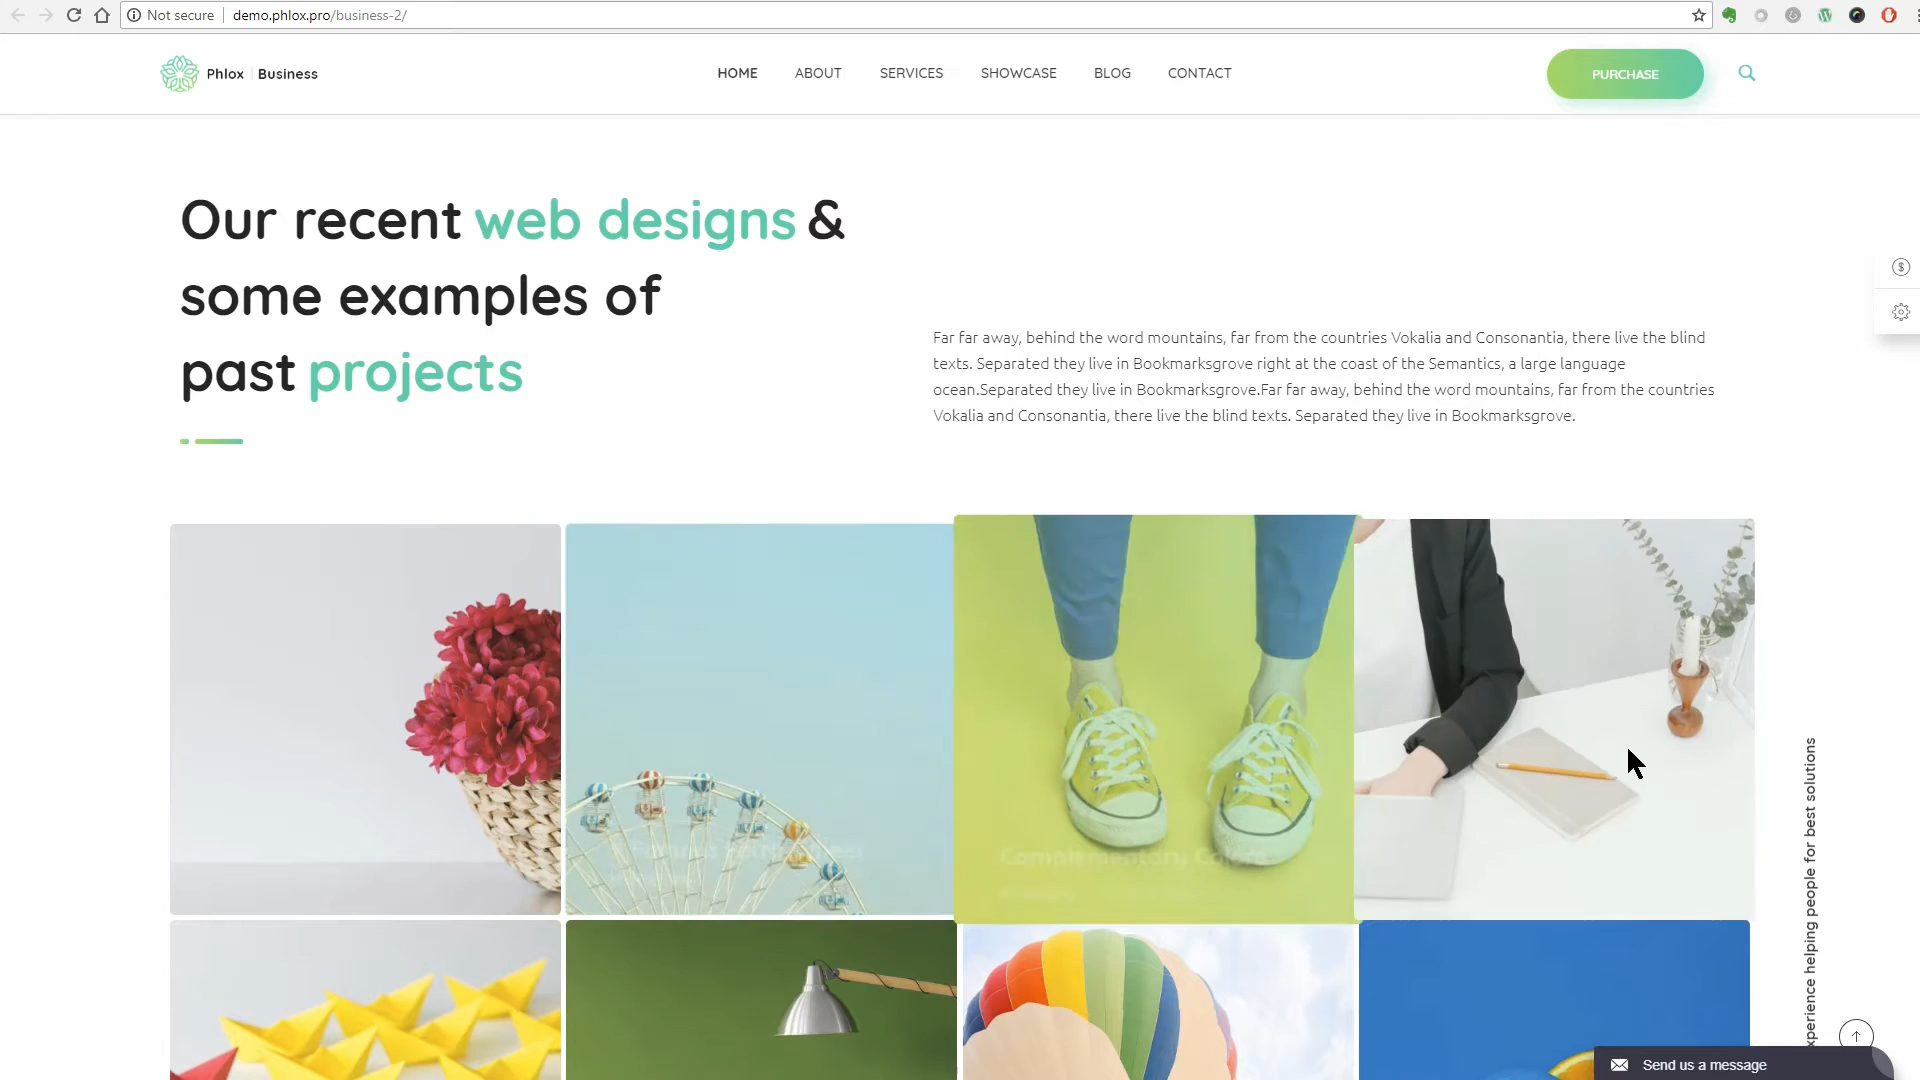 Not secure
demo.phlox.pro/business-2/
Phlox Business
HOME
ABOUT
SERVICES
SHOWCASE
BLOG
CONTACT
PURCHASE
Our recent web designs &
some examples of
past projects
Far far away, behind the word mountains, far from the countries Vokalia and Consonantia, there live the blind
texts. Separated they live in Bookmarksgrove right at the coast of the Semantics, a large language
ocean.Separated they live in Bookmarksgrove.Far far away, behind the word mountains, far from the countries
Vokalia and Consonantia, there live the blind texts. Separated they live in Bookmarksgrove.
Complimentary Colors
helping people for best solutions
Send us a message